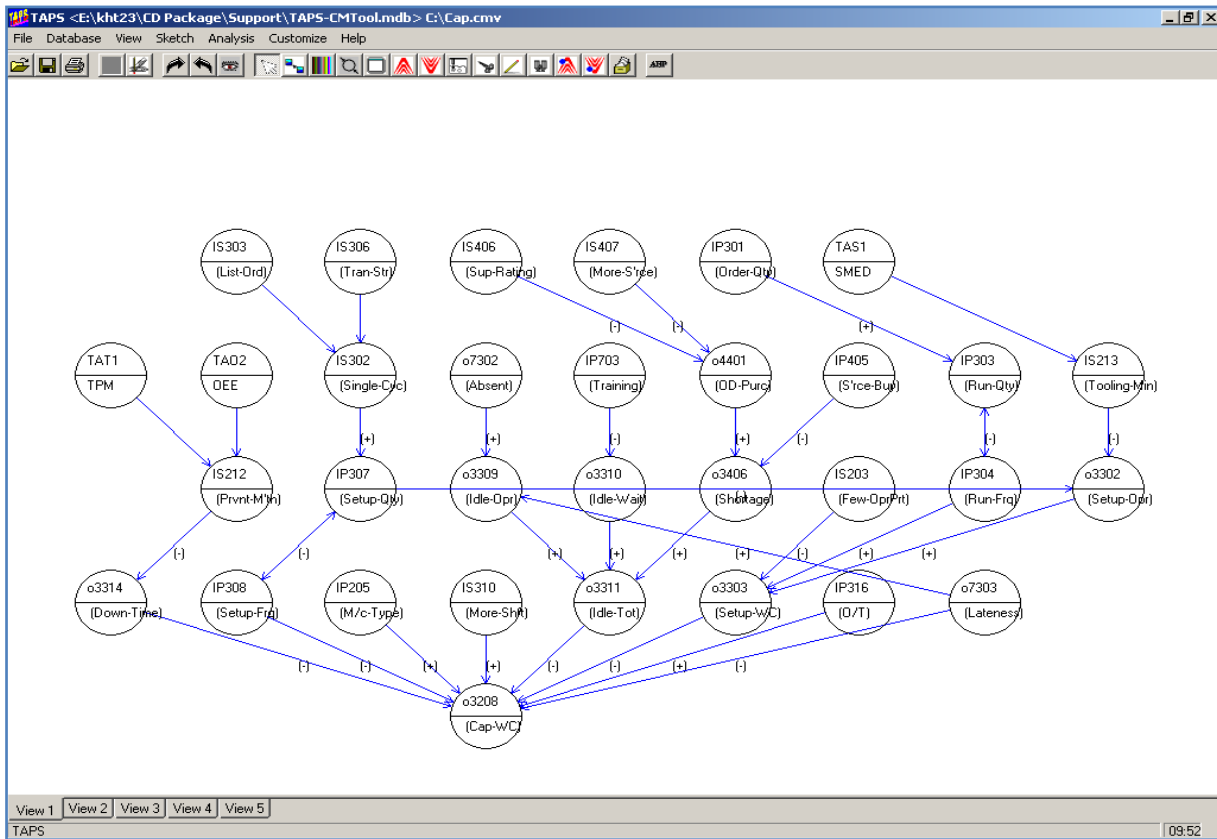 TAPS <E:\kht23\CD Package\Support\TAPS-CMTool.mdb> C:\Cap.cmv
File Database View Sketch Analysis Customize Help
AHP
IS303
(List-Ord)
IS306
(Tran-Str)
IS406
(Sup-Rating)
IS407
(More-S'rce)
IP301
(Order-Qty)
TAS1
SMED
(-)
(-)
(+)
TAT1
TPM
TAO2
OEE
IS302
(Single-Cyc)
o7302
(Absent)
IP703
(Training)
o4401
(OD-Purc)
IP405
(S'rce-Bup)
IP303
(Run-Qty)
IS213
(Tooling-Min)
(+)
(+)
(-)
(+)
(-)
(-)
(-)
IS212
(Prvnt-M'tn)
IP307
(Setup-Qty)
o3309
(Idle-Opr)
o3310
(Idle-Wait)
o3406
(Shortage)
(-)
IS203
(Few-OprPrt)
IP304
(Run-Frq)
o3302
(Setup-Opr)
(-)
(-)
(+)
(+)
(+)
(+)
(-)
(+)
(+)
o3314
(Down-Time)
IP308
(Setup-Frq)
IP205
(M/c-Type)
IS310
(More-Shft)
o3311
(Idle-Tot)
o3303
(Setup-WC)
IP316
(O/T)
o7303
(Lateness)
(-)
(-)
(+)
(+)
(-)
(-)
(+)
(-)
o3208
(Cap-WC)
View 1 View 2 View 3 View 4 View 5
TAPS 09:52